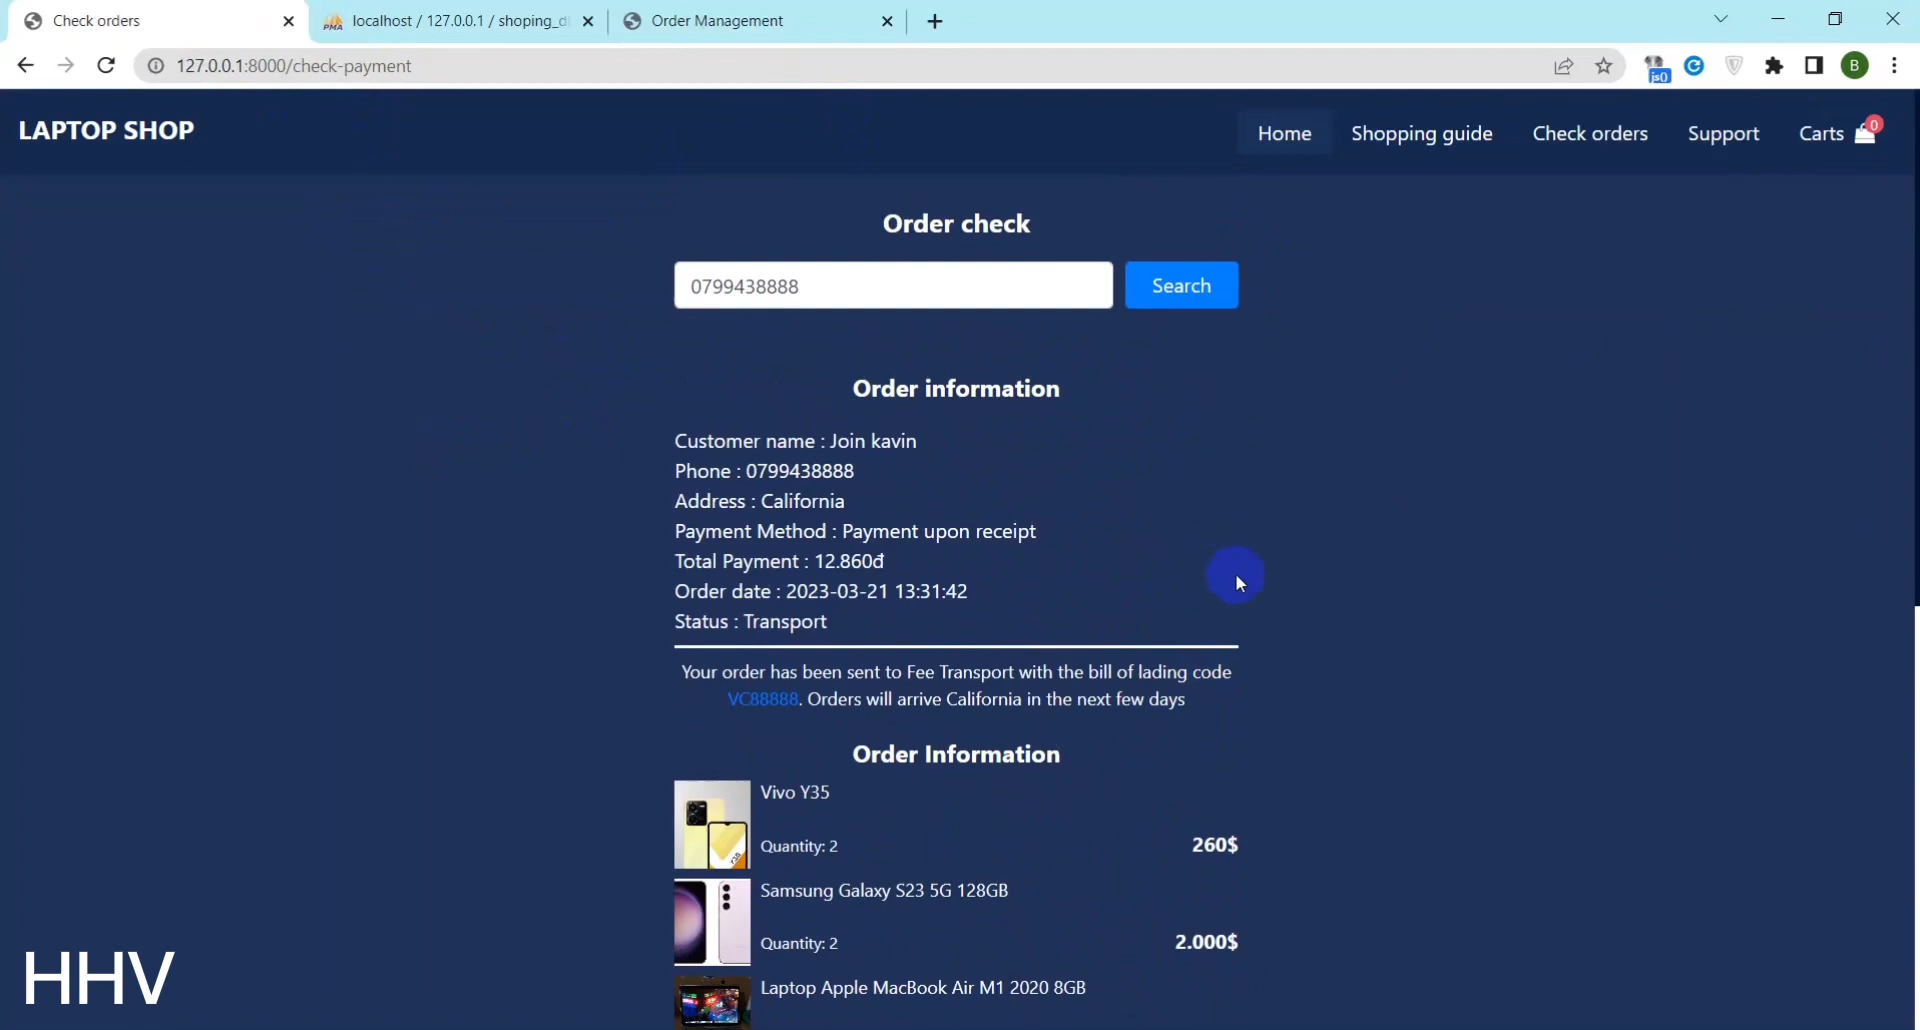 Check orders
localhost / 127.0.0.1 / shoping_d
Order Management
127.0.0.1:8000/check-payment
js()
B
LAPTOP SHOP
Home
Shopping guide
Check orders
Support
Carts
0
Order check
0799438888
Search
Order information
Customer name : Join kavin
Phone : 0799438888
Address : California
Payment Method : Payment upon receipt
Total Payment : 12.860đ
Order date : 2023-03-21 13:31:42
Status : Transport
Your order has been sent to Fee Transport with the bill of lading code
VC88888. Orders will arrive California in the next few days
Order Information
Vivo Y35
Y35
Quantity: 2
260$
Samsung Galaxy S23 5G 128GB
Quantity: 2
2.000$
Laptop Apple MacBook Air M1 2020 8GB
HHV